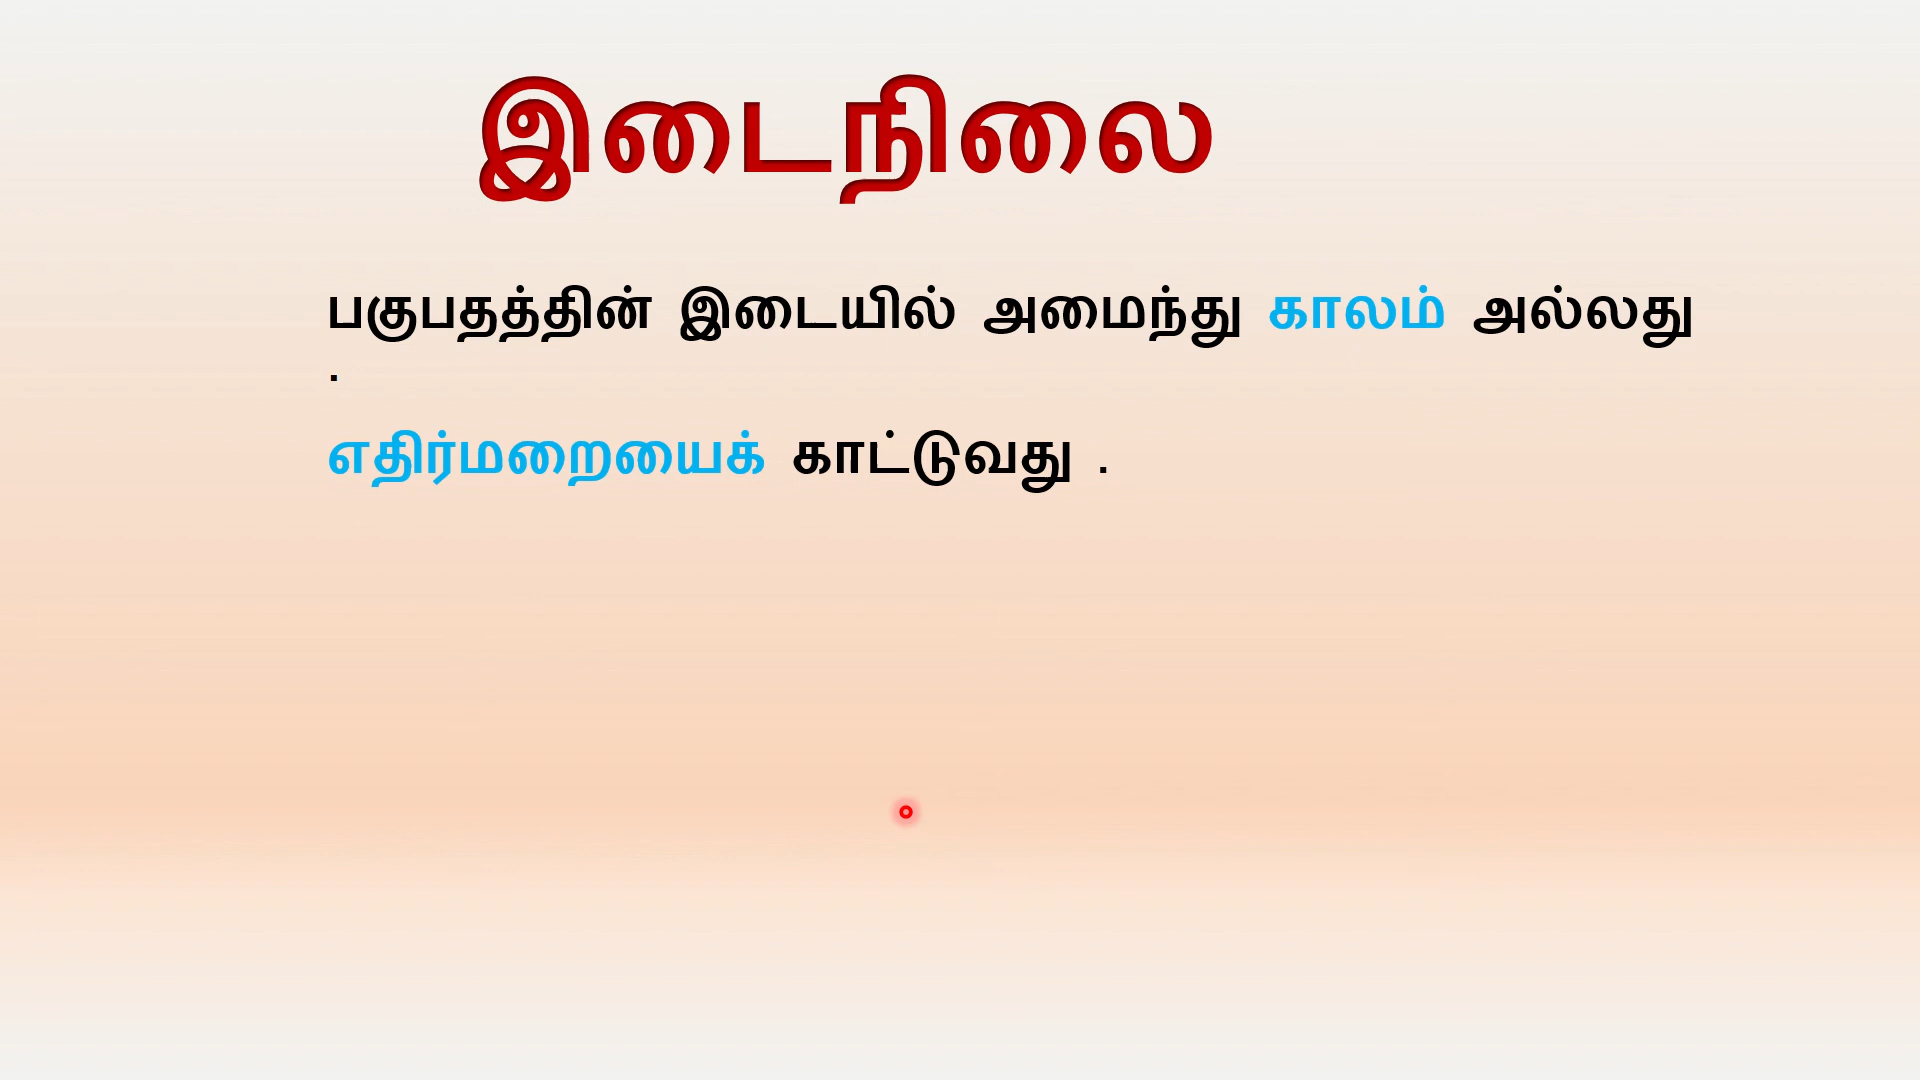 இடைநிலை
பகுபதத்தின் இடையில் அமைந்து காலம் அல்லது
.
எதிர்மறையைக் காட்டுவது .